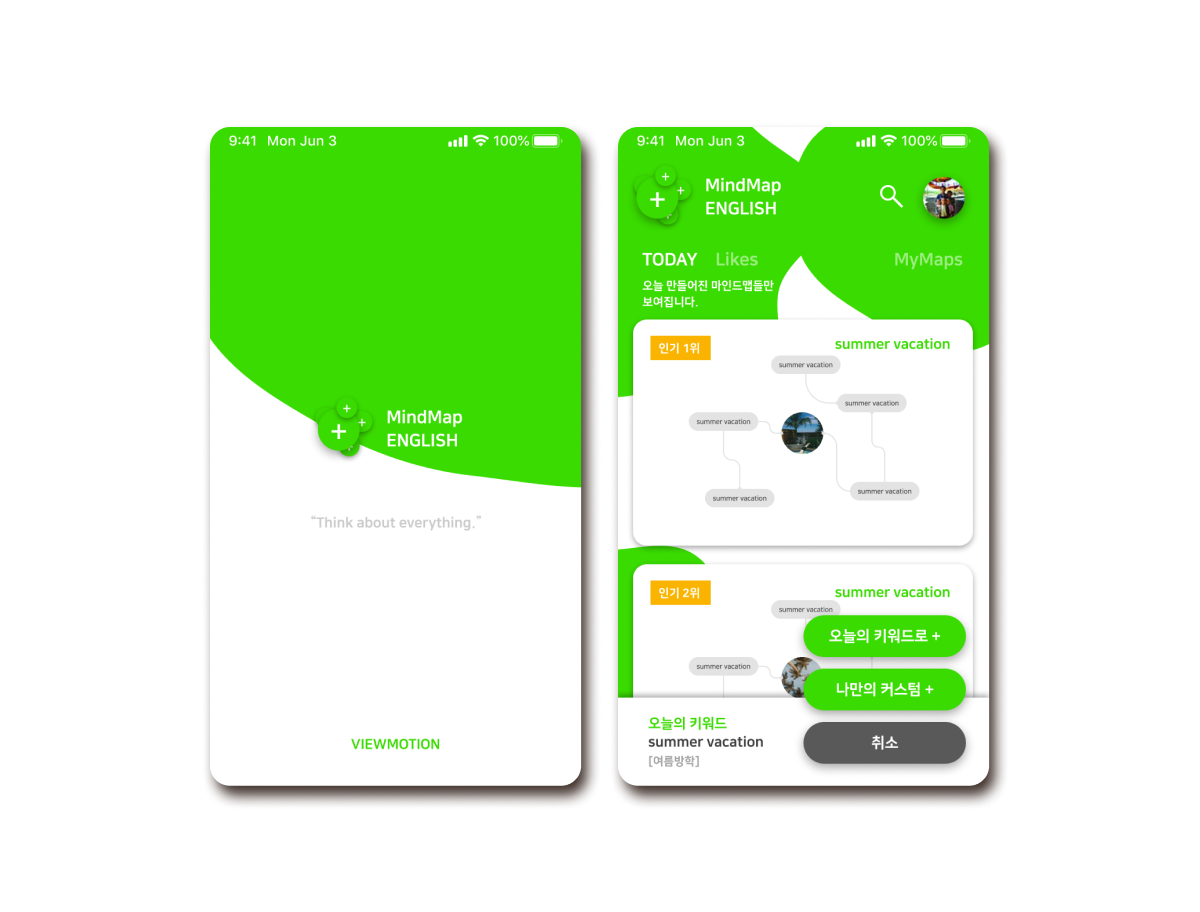 9:41 Mon Jun 3 100%
MindMap
ENGLISH
“Think about everything.”
VIEWMOTION
9:41 Mon Jun 3 100%
MindMap
ENGLISH
TODAY Likes MyMaps
오늘 만들어진 마인드맵들만
보여집니다.
인기 1위 summer vacation
summer vacation
summer vacation
summer vacation
summer vacation
summer vacation
인기 2위 summer vacation
summer vacation
오늘의 키워드로 +
summer vacation
나만의 커스텀 +
오늘의 키워드
summer vacation
[여름방학]
취소